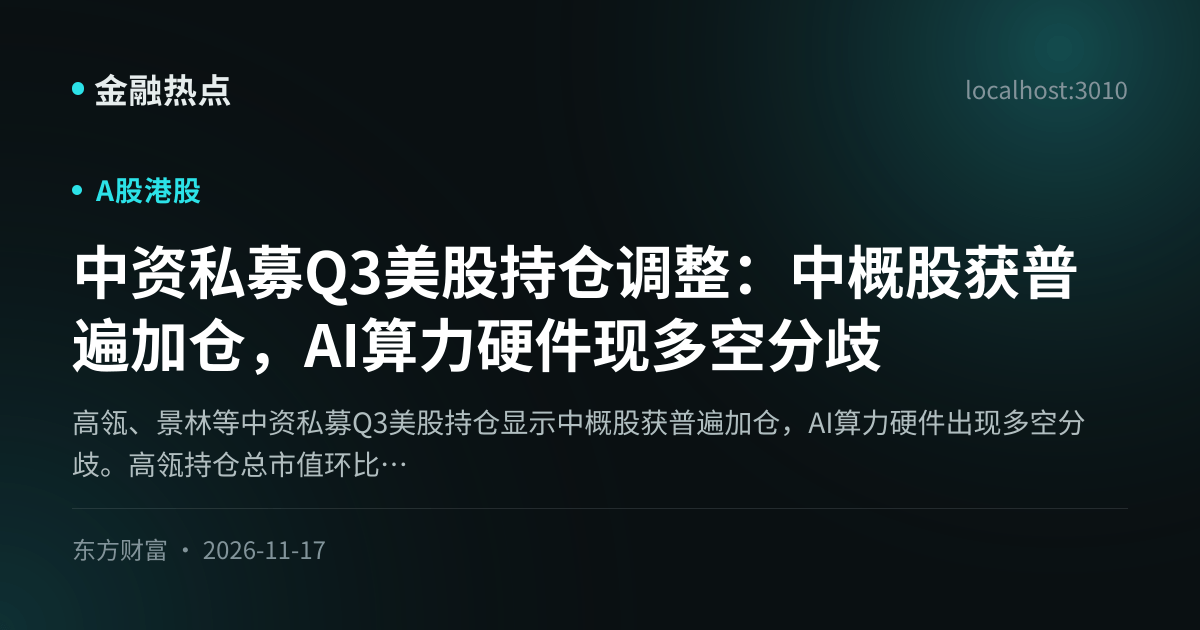 金融热点
localhost:3010
A股港股
中资私募Q3美股持仓调整：中概股获普
遍加仓，AI算力硬件现多空分歧
高瓴、景林等中资私募Q3美股持仓显示中概股获普遍加仓，AI算力硬件出现多空分
歧。高瓴持仓总市值环比…
东方财富 • 2026-11-17